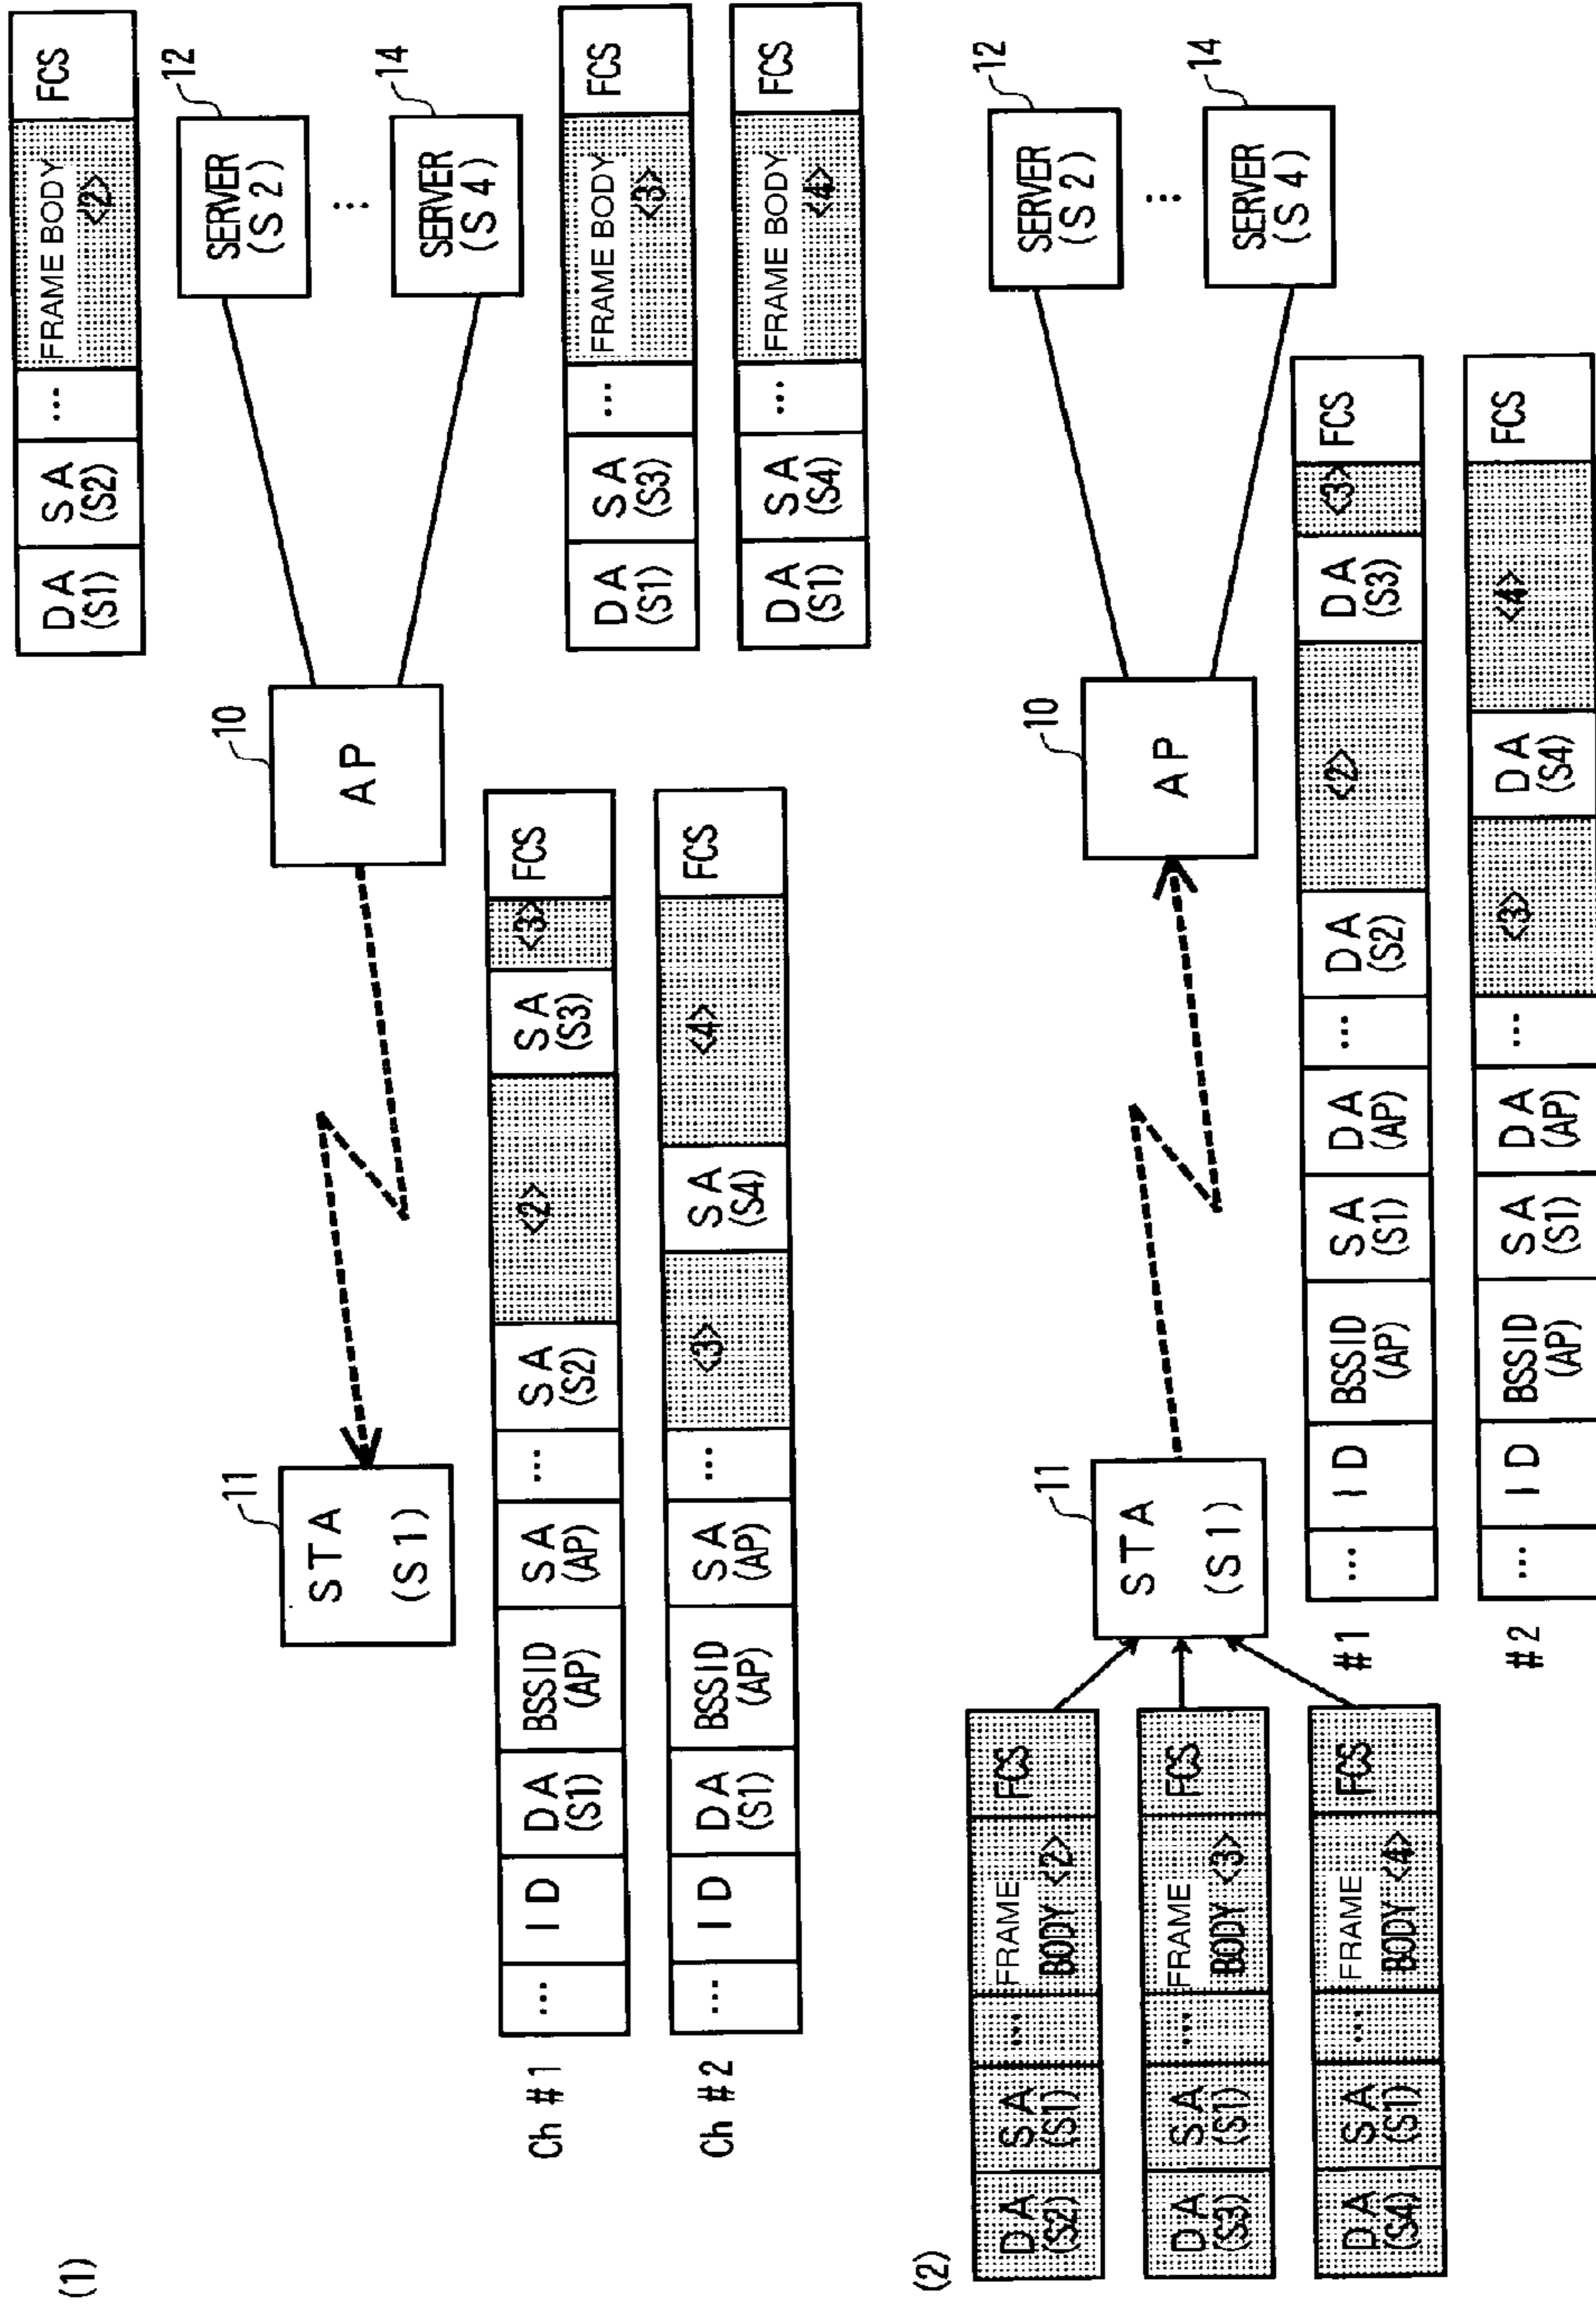 (1)
DA
(S1)
SA
(S2)
...
FRAME BODY
<2>
FCS
SERVER
(S2)
12
...
SERVER
(S4)
14
AP
10
STA
(S1)
11
DA
(S1)
SA
(S3)
...
FRAME BODY
<3>
FCS
DA
(S1)
SA
(S4)
...
FRAME BODY
<4>
FCS
Ch #1
...
ID
DA
(S1)
BSSID
(AP)
SA
(AP)
...
SA
(S2)
<2>
SA
(S3)
<3>
FCS
Ch #2
...
ID
DA
(S1)
BSSID
(AP)
SA
(AP)
...
<3>
SA
(S4)
<4>
FCS
(2)
DA
(S2)
SA
(S1)
...
FRAME
BODY <2>
FCS
DA
(S3)
SA
(S1)
...
FRAME
BODY <3>
FCS
DA
(S4)
SA
(S1)
...
FRAME
BODY <4>
FCS
STA
(S1)
11
AP
10
SERVER
(S2)
12
...
SERVER
(S4)
14
#1
...
ID
BSSID
(AP)
SA
(S1)
DA
(AP)
...
DA
(S2)
<2>
DA
(S3)
<3>
FCS
#2
...
ID
BSSID
(AP)
SA
(S1)
DA
(AP)
...
<3>
DA
(S4)
<4>
FCS